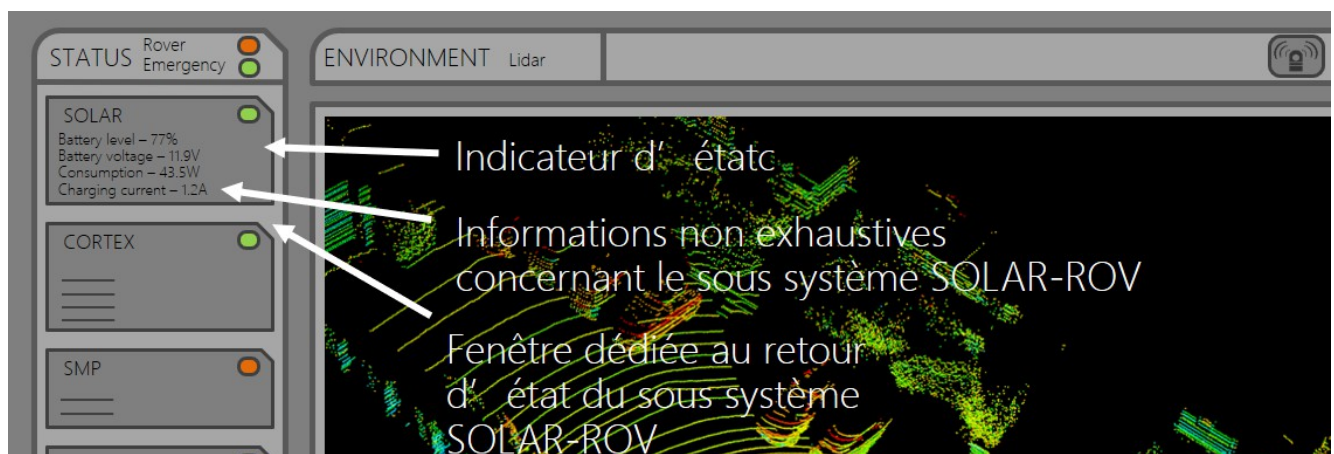 STATUS
Rover
Emergency
ENVIRONMENT Lidar
SOLAR
Battery level – 77%
Battery voltage – 11.9V
Consumption – 43.5W
Charging current – 1.2A
CORTEX
SMP
Indicateur d’ étatc
Informations non exhaustives
concernant le sous système SOLAR-ROV
Fenêtre dédiée au retour
d’ état du sous système
SOLAR-ROV